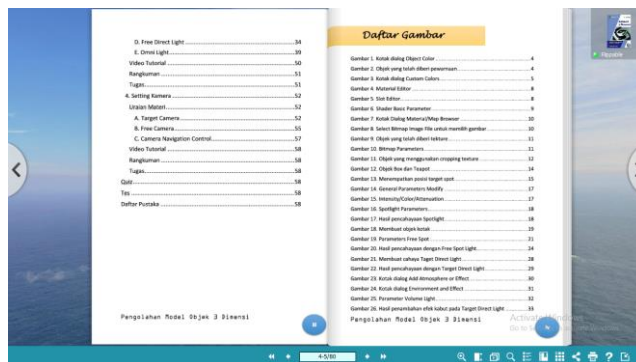 D. Free Direct Light ........ 34
E. Omni Light ........ 39
Video Tutorial ........ 50
Rangkuman ........ 51
Tugas ........ 51
4. Setting Kamera ........ 52
Uraian Materi ........ 52
A. Target Camera ........ 52
B. Free Camera ........ 55
C. Camera Navigation Control ........ 57
Video Tutorial ........ 58
Rangkuman ........ 58
Tugas ........ 58
Quiz ........ 58
Tes ........ 58
Daftar Pustaka ........ 58
Pengolahan Model Objek 3 Dimensi
Daftar Gambar
Gambar 1. Kotak dialog Object Color ........ 4
Gambar 2. Objek yang telah diberi pewarnaan ........ 4
Gambar 3. Kotak dialog Custom Colors ........ 5
Gambar 4. Material Editor ........ 8
Gambar 5. Slot Editor ........ 8
Gambar 6. Shader Basic Parameter ........ 9
Gambar 7. Kotak Dialog Material/Map Browser ........ 10
Gambar 8. Select Bitmap Image File untuk memilih gambar ........ 10
Gambar 9. Objek yang telah diberi tekture ........ 11
Gambar 10. Bitmap Parameters ........ 11
Gambar 11. Objek yang menggunakan cropping texture ........ 12
Gambar 12. Objek Box dan Teapot ........ 14
Gambar 13. Menempatkan posisi target spot ........ 15
Gambar 14. General Parameters Modify ........ 17
Gambar 15. Intensity/Color/Attenuation ........ 17
Gambar 16. Spotlight Parameters ........ 18
Gambar 17. Hasil pencahayaan Spotlight ........ 18
Gambar 18. Membuat objek kotak ........ 19
Gambar 19. Parameters Free Spot ........ 21
Gambar 20. Hasil pencahayaan dengan Free Spot Light ........ 24
Gambar 21. Membuat cahaya Taget Direct Light ........ 28
Gambar 22. Hasil pencahayaan dengan Target Direct Light ........ 29
Gambar 23. Kotak dialog Add Atmosphere or Effect ........ 30
Gambar 24. Kotak dialog Environment and Effect ........ 31
Gambar 25. Parameter Volume Light ........ 32
Gambar 26. Hasil penambahan efek kabut pada Target Direct Light ........ 33
Pengolahan Model Objek 3 Dimensi
Activate Windows
4-5/80